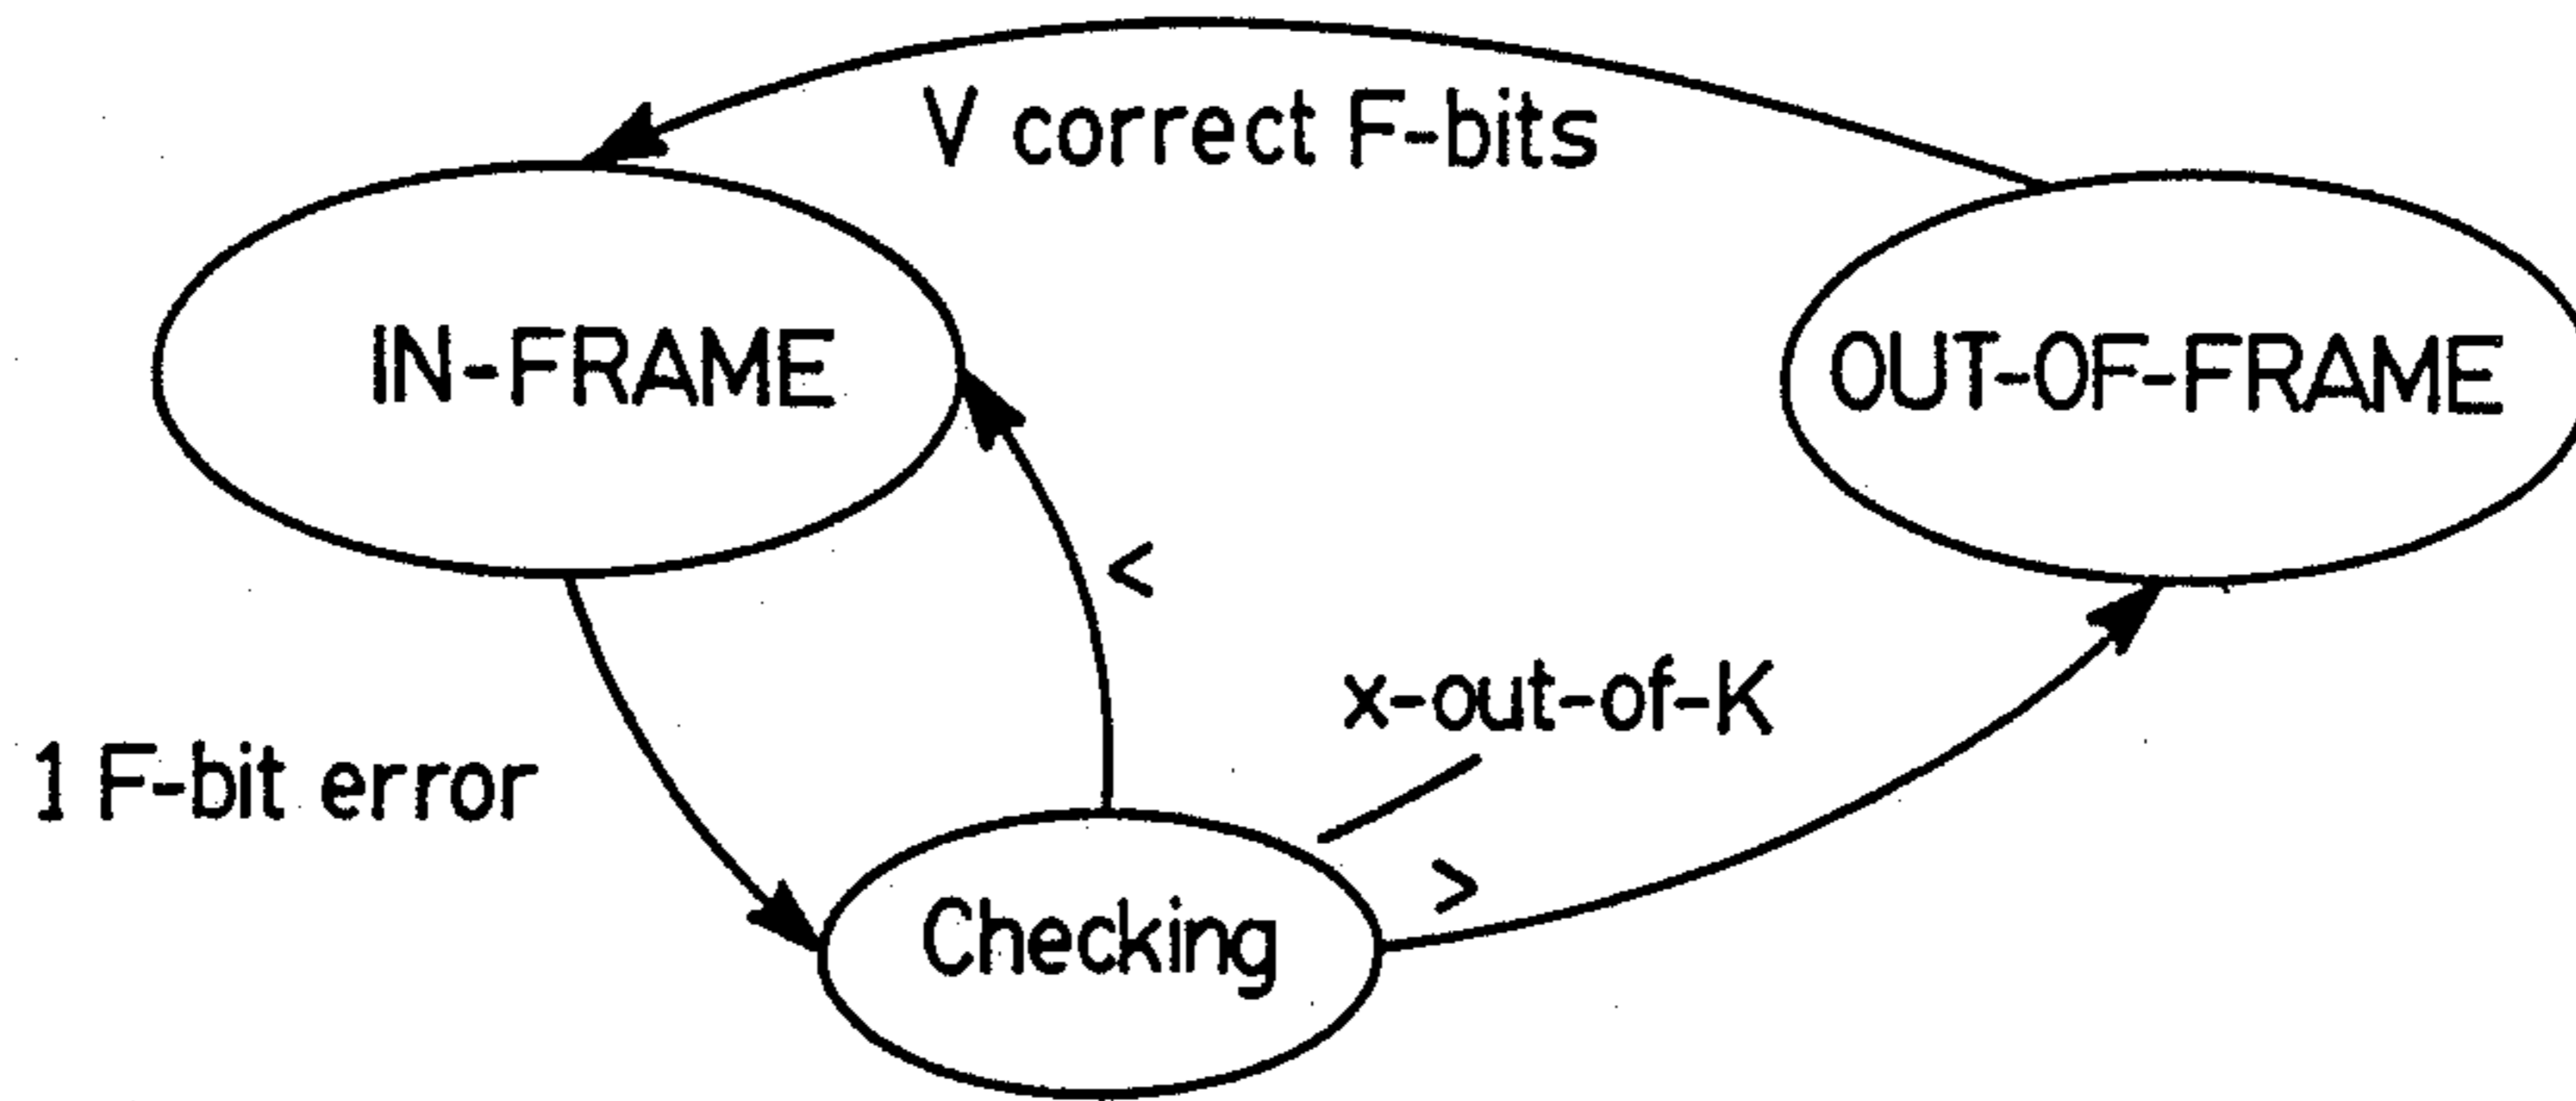 V correct F-bits
IN-FRAME
OUT-OF-FRAME
<
x-out-of-K
1 F-bit error
>
Checking